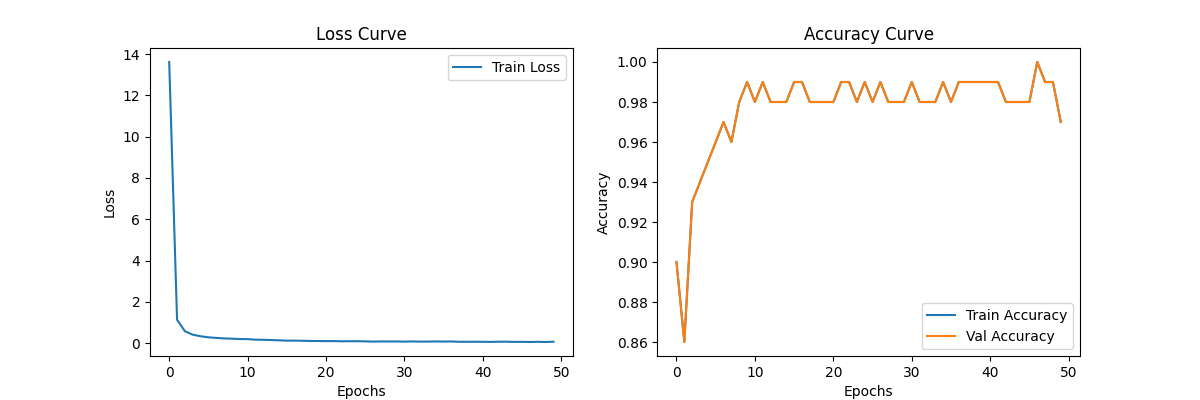 Loss Curve
Train Loss
14
12
10
8
6
4
2
0
Loss
0 10 20 30 40 50
Epochs
Accuracy Curve
1.00
0.98
0.96
0.94
0.92
0.90
0.88
0.86
Accuracy
Train Accuracy
Val Accuracy
0 10 20 30 40 50
Epochs